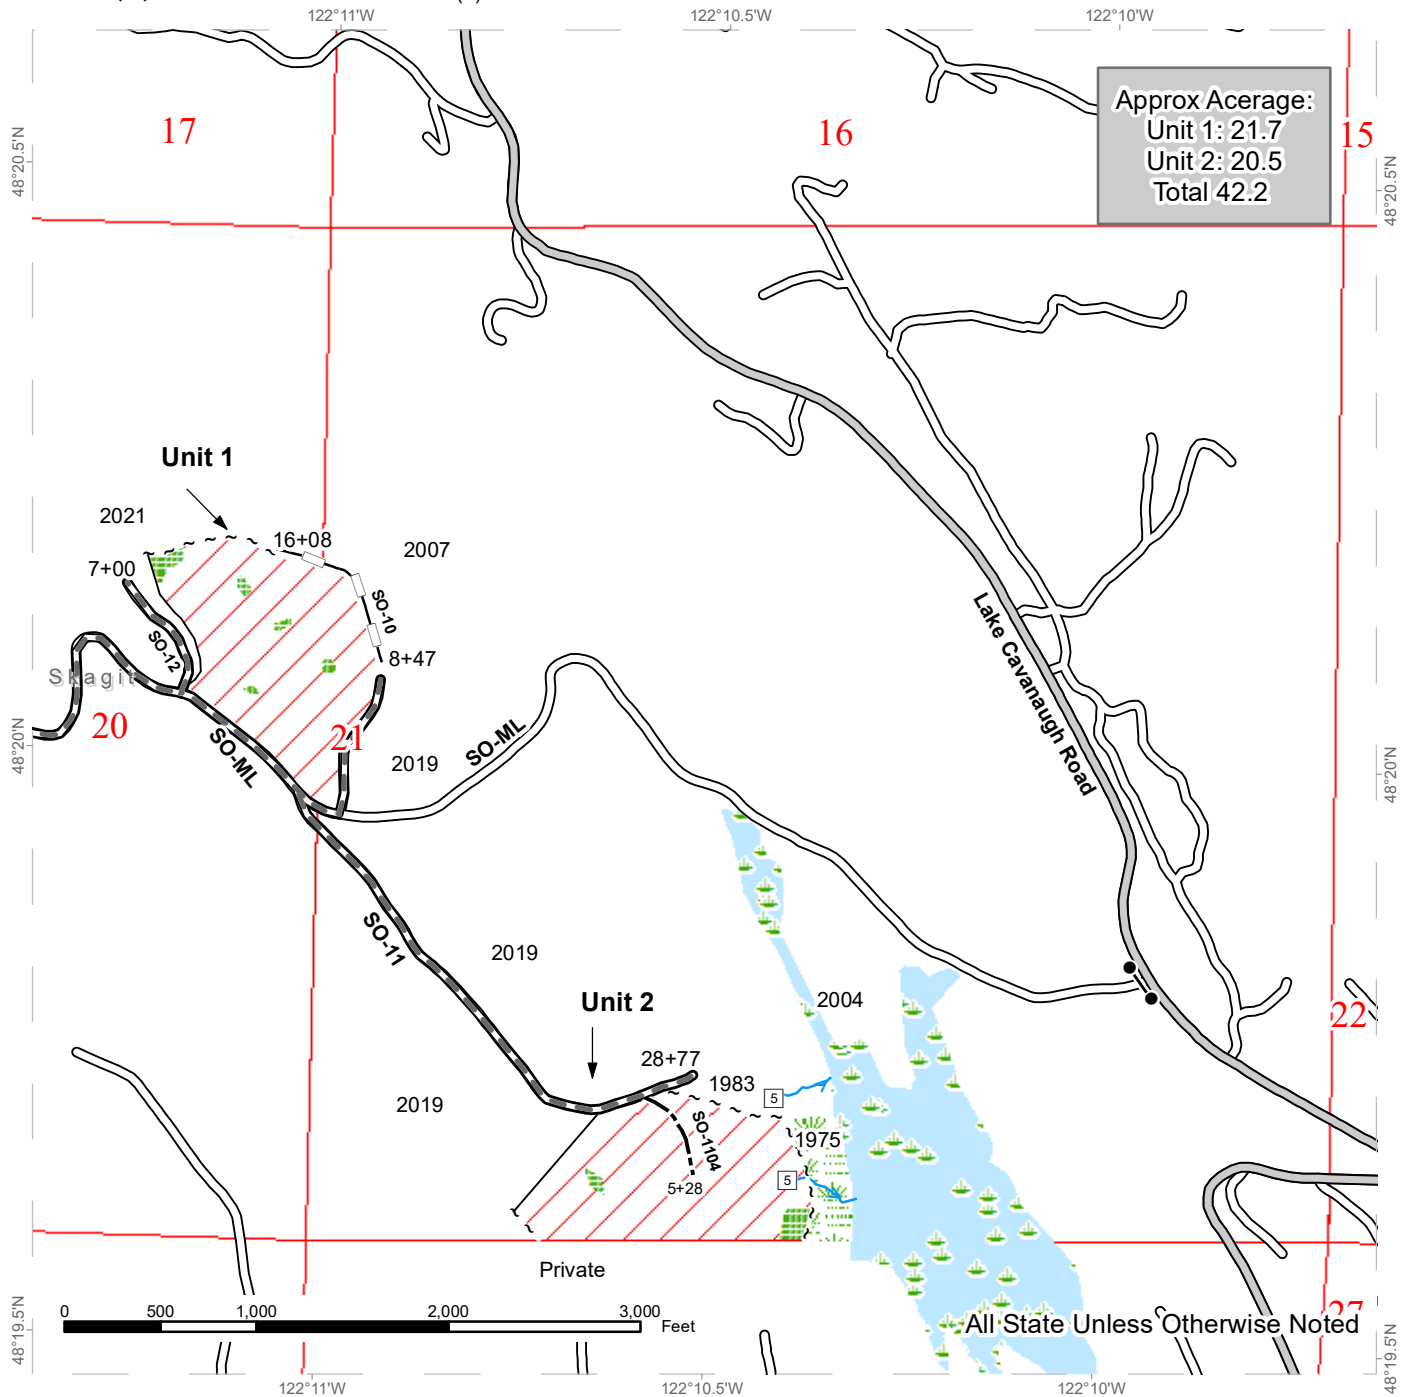 122°11'W
122°10.5'W
122°10'W
17
16
15
Approx Acerage:
Unit 1: 21.7
Unit 2: 20.5
Total 42.2
48°20.5'N
48°20.5'N
Unit 1
2021
16+08
2007
7+00
SO-10
SO-12
8+47
Skagit
20
21
SO-ML
SO-ML
2019
Lake Cavanaugh Road
48°20'N
48°20'N
SO-11
2019
Unit 2
2004
22
28+77
1983
2019
5
SO-1104
1975
5
5+28
Private
27
0
500
1,000
2,000
3,000
Feet
All State Unless Otherwise Noted
48°19.5'N
48°19.5'N
122°11'W
122°10.5'W
122°10'W